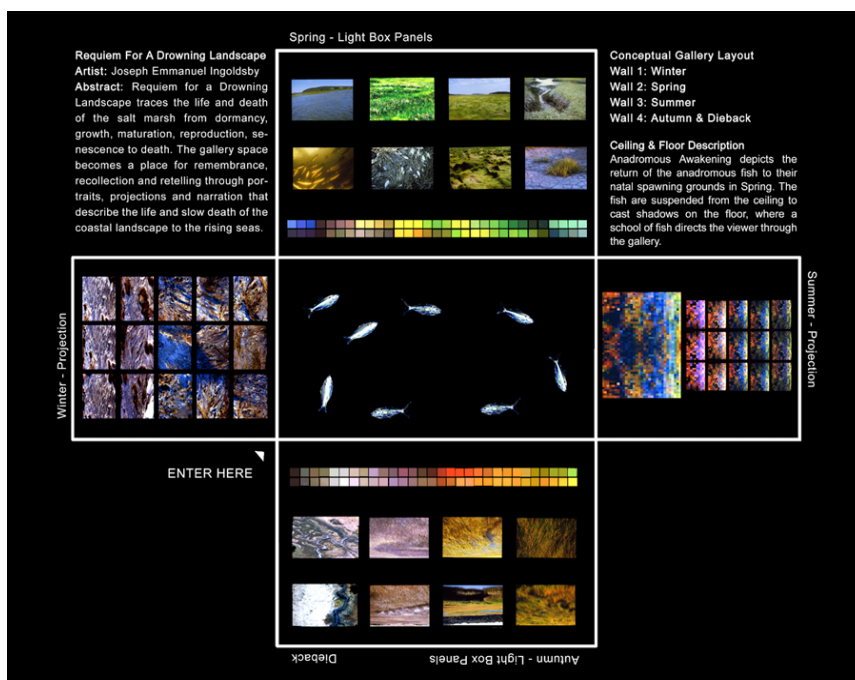 Spring - Light Box Panels
Requiem For A Drowning Landscape
Artist: Joseph Emmanuel Ingoldsby
Abstract: Requiem for a Drowning
Landscape traces the life and death
of the salt marsh from dormancy,
growth, maturation, reproduction, se-
nescence to death. The gallery space
becomes a place for remembrance,
recollection and retelling through por-
traits, projections and narration that
describe the life and slow death of the
coastal landscape to the rising seas.
Conceptual Gallery Layout
Wall 1: Winter
Wall 2: Spring
Wall 3: Summer
Wall 4: Autumn & Dieback
Ceiling & Floor Description
Anadromous Awakening depicts the
return of the anadromous fish to their
natal spawning grounds in Spring. The
fish are suspended from the ceiling to
cast shadows on the floor, where a
school of fish directs the viewer through
the gallery.
Winter - Projection
Summer - Projection
ENTER HERE
Dieback
Autumn - Light Box Panels